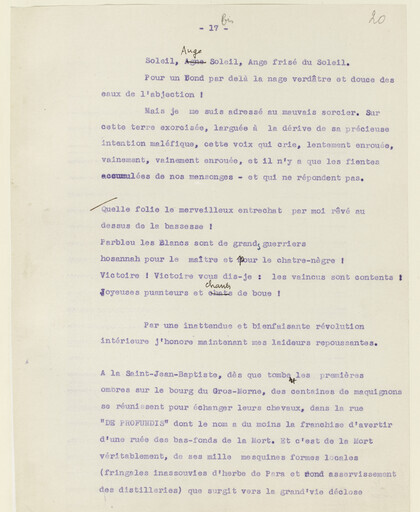 - 17 - Bis
20
Ange
Soleil, Agne Soleil, Ange frisé du Soleil.
Pour un Bond par delà la nage verdâtre et douce des
eaux de l'abjection !
Mais je me suis adressé au mauvais sorcier. Sur
cette terre exorcisée, larguée à la dérive de sa précieuse
intention maléfique, cette voix qui crie, lentement enrouée,
vainement, vainement enrouée, et il n'y a que les fientes
accumulées de nos mensonges - et qui ne répondent pas.
Quelle folie le merveilleux entrechat par moi rêvé au
dessus de la bassesse !
Parbleu les Blancs sont de grands guerriers
hosannah pour le maître et pour le chatre-nègre !
Victoire ! Victoire vous dis-je : les vaincus sont contents !
chants
Joyeuses puanteurs et chats de boue !
Par une inattendue et bienfaisante révolution
intérieure j'honore maintenant mes laideurs repoussantes.
A la Saint-Jean-Baptiste, dès que tombent les premières
ombres sur le bourg du Gros-Morne, des centaines de maquignons
se réunissent pour échanger leurs chevaux, dans la rue
"DE PROFUNDIS" dont le nom a du moins la franchise d'avertir
d'une ruée des bas-fonds de la Mort. Et c'est de la Mort
véritablement, de ses mille mesquines formes locales
(fringales inassouvies d'herbe de Para et rond asservissement
des distilleries) que surgit vers la grand'vie déclose